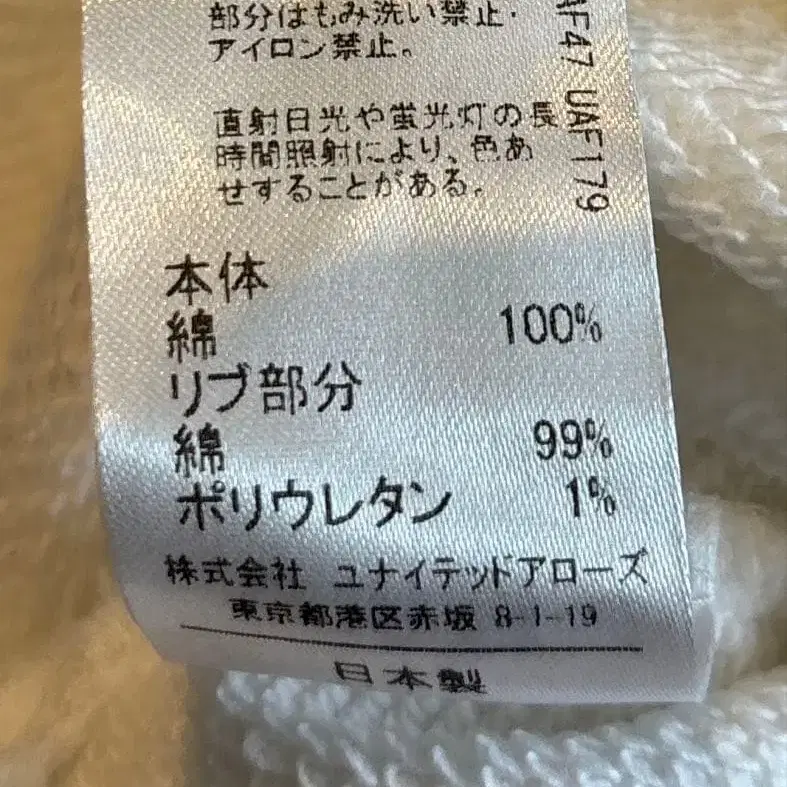 部分はもみ洗い禁止・
アイロン禁止。
直射日光や蛍光灯の長
時間照射により、色あ
せすることがある。
AF47 UAF179
本体
綿 100%
リブ部分
綿 99%
ポリウレタン 1%
株式会社 ユナイテッドアローズ
東京都港区赤坂 8-1-19
日本製